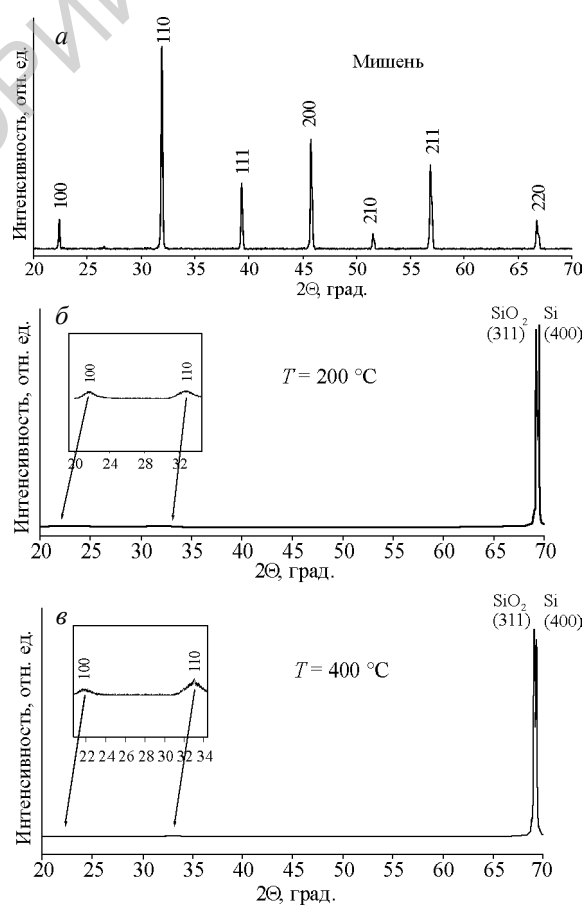 а
Мишень
Интенсивность, отн. ед.
100
110
111
200
210
211
220
20 25 30 35 40 45 50 55 60 65 70
2Θ, град.
б
SiO2 Si
(311) (400)
T = 200 °C
Интенсивность, отн. ед.
100
110
20 24 28 32
20 25 30 35 40 45 50 55 60 65 70
2Θ, град.
в
SiO2 Si
(311) (400)
T = 400 °C
Интенсивность, отн. ед.
100
110
22 24 26 28 30 32 34
20 25 30 35 40 45 50 55 60 65 70
2Θ, град.